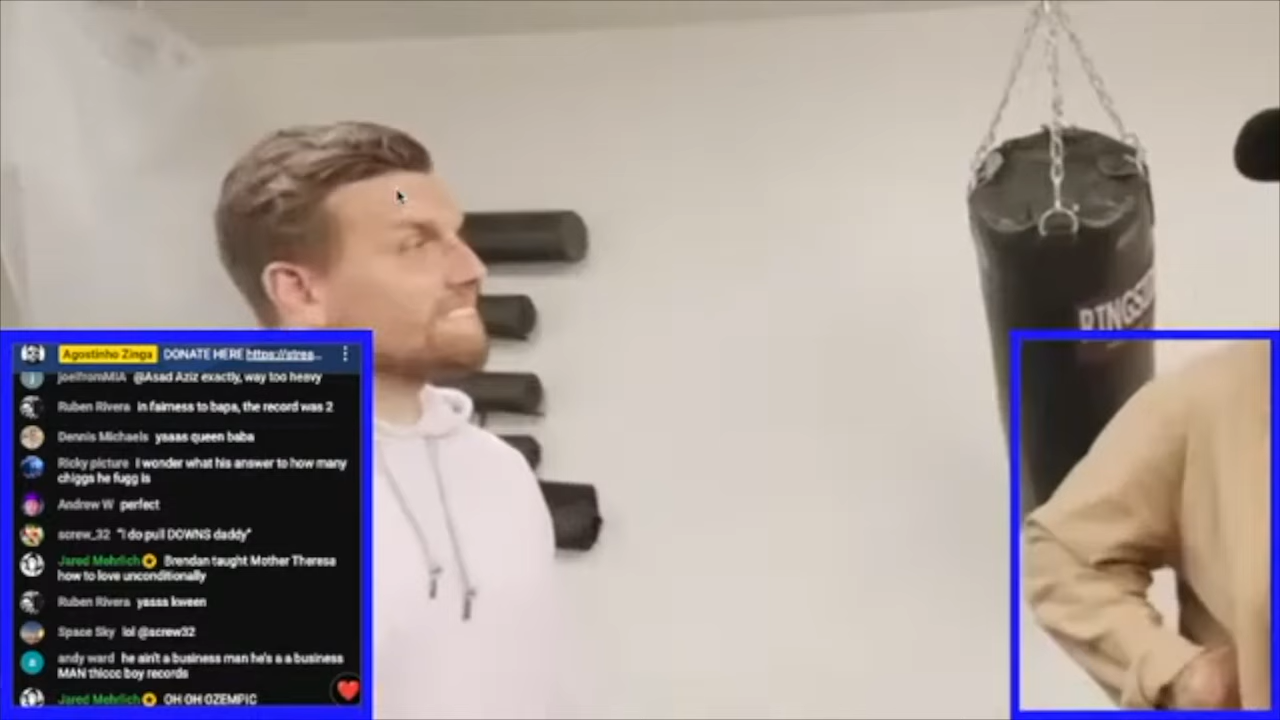 RINGSI
Agostinho Zinga DONATE HERE https://strea...
joelfromMIA @Asad Aziz exactly, way too heavy
Ruben Rivera in fairness to bapa, the record was 2
Dennis Michaels yaaas queen baba
Ricky picture I wonder what his answer to how many
chiggs he fugg is
Andrew W perfect
screw_32 "I do pull DOWNS daddy"
Jared Mehrlich Brendan taught Mother Theresa
how to love unconditionally
Ruben Rivera yasss kween
Space Sky lol @screw32
a
andy ward he ain't a business man he's a a business
MAN thiccc boy records
Jared Mehrlich OH OH OZEMPIC